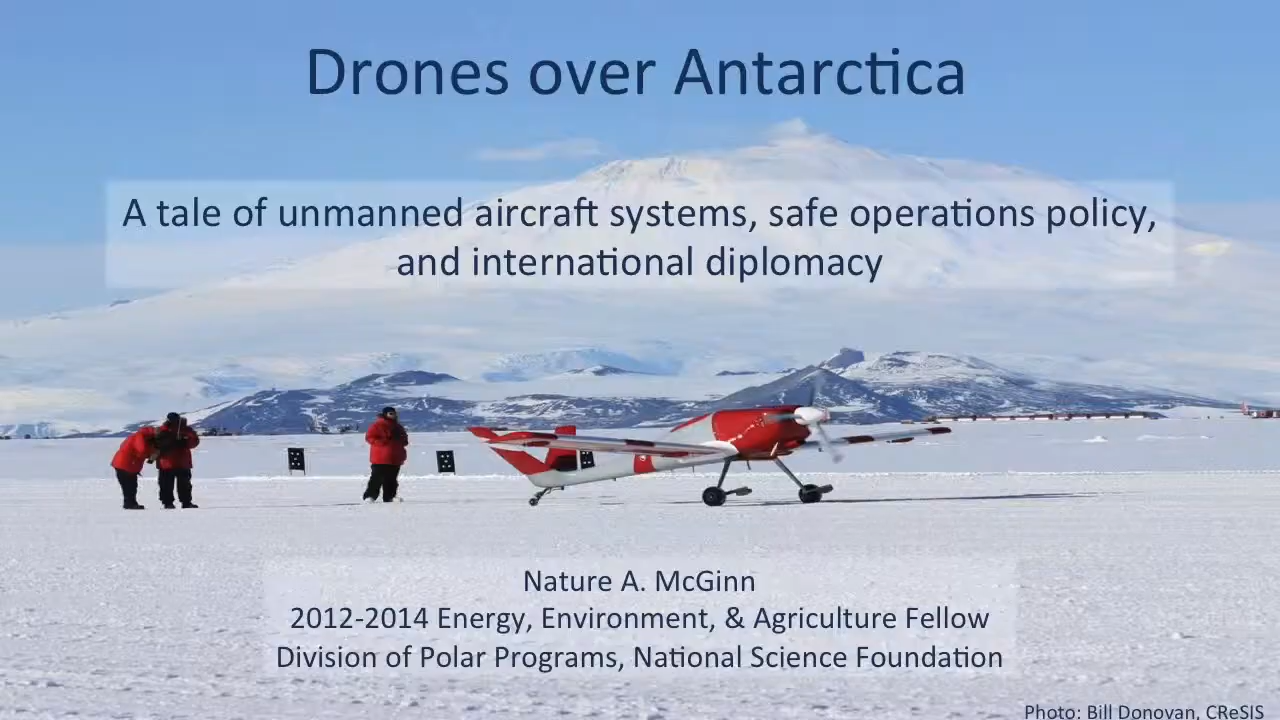 Drones over Antarctica
A tale of unmanned aircraft systems, safe operations policy,
and international diplomacy
Nature A. McGinn
2012-2014 Energy, Environment, & Agriculture Fellow
Division of Polar Programs, National Science Foundation
Photo: Bill Donovan, CReSIS